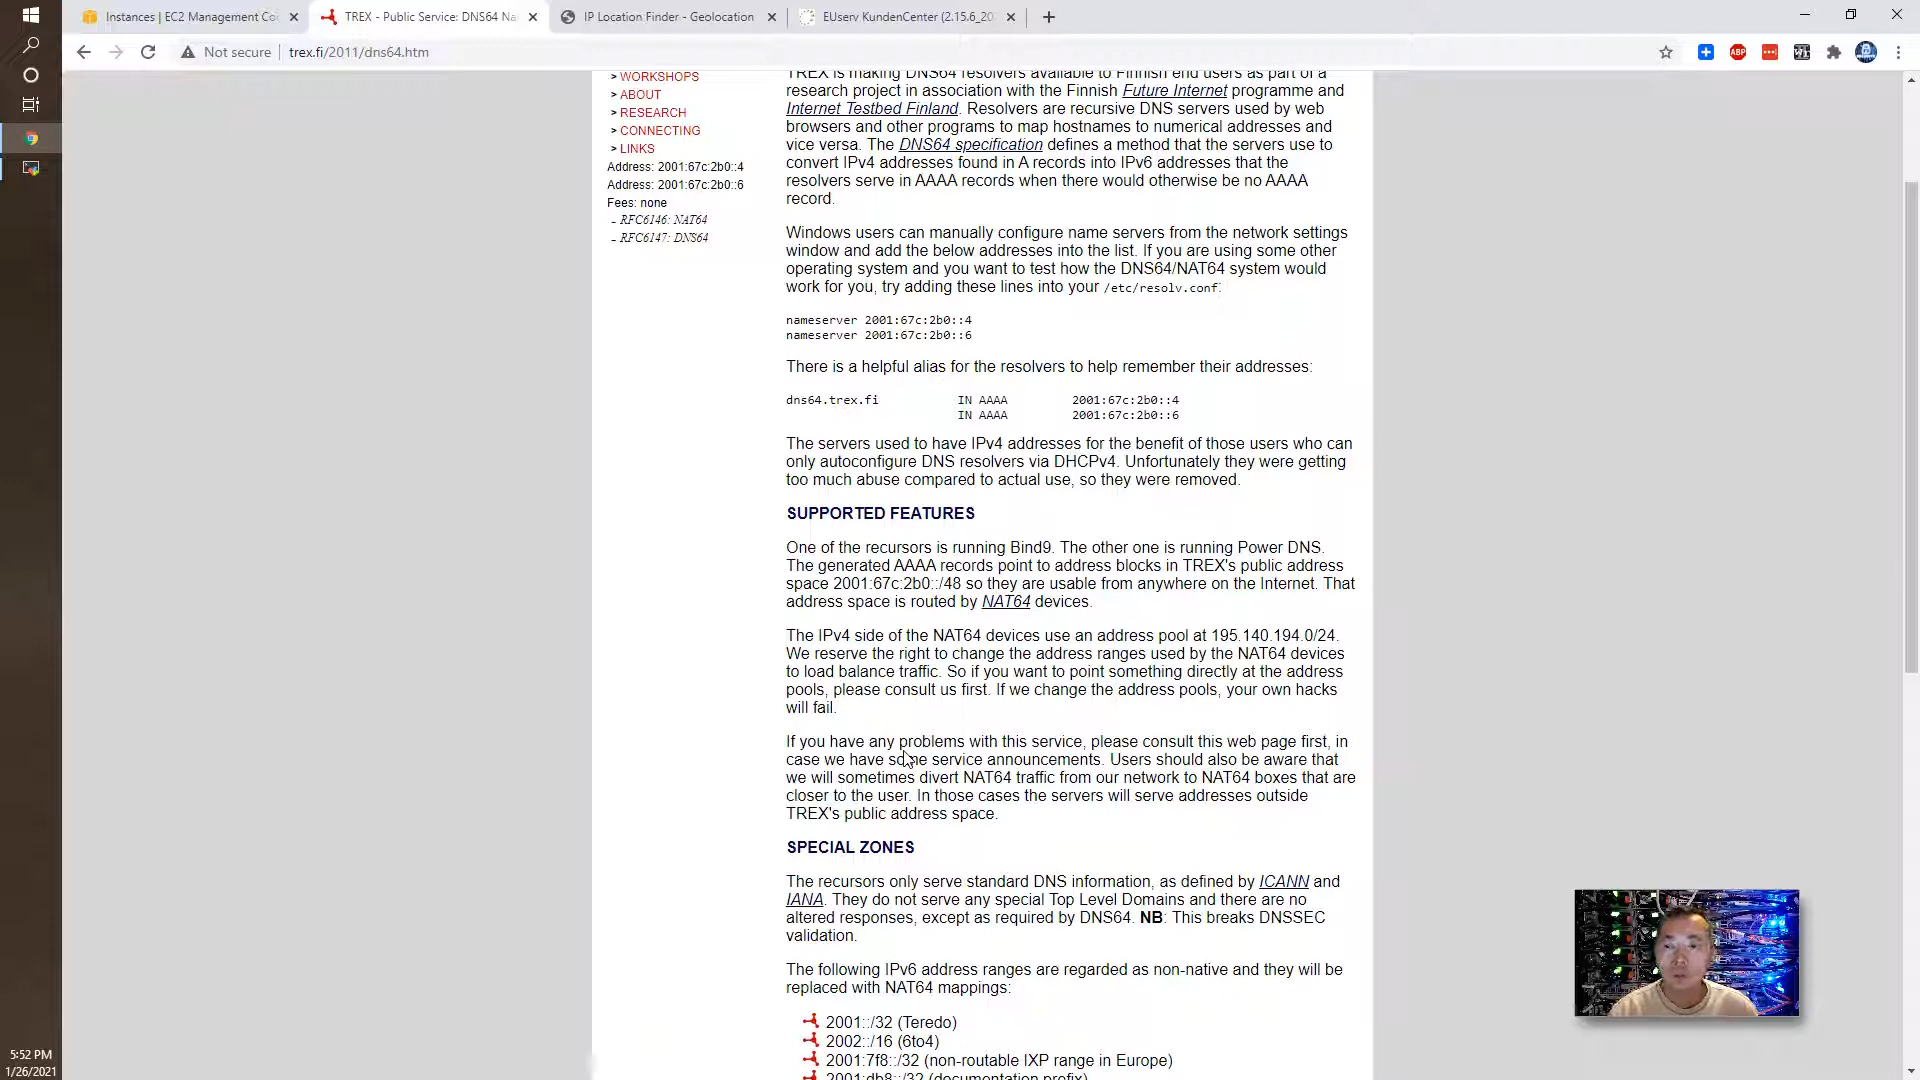 Instances | EC2 Management Co
TREX - Public Service: DNS64 Na
IP Location Finder - Geolocation
EUserv KundenCenter (2.15.6_20
Not secure
trex.fi/2011/dns64.htm
ABP
> WORKSHOPS
> ABOUT
> RESEARCH
> CONNECTING
> LINKS
Address: 2001:67c:2b0::4
Address: 2001:67c:2b0::6
Fees: none
– RFC6146: NAT64
– RFC6147: DNS64
TREX is making DNS64 resolvers available to Finnish end users as part of a
research project in association with the Finnish Future Internet programme and
Internet Testbed Finland. Resolvers are recursive DNS servers used by web
browsers and other programs to map hostnames to numerical addresses and
vice versa. The DNS64 specification defines a method that the servers use to
convert IPv4 addresses found in A records into IPv6 addresses that the
resolvers serve in AAAA records when there would otherwise be no AAAA
record.
Windows users can manually configure name servers from the network settings
window and add the below addresses into the list. If you are using some other
operating system and you want to test how the DNS64/NAT64 system would
work for you, try adding these lines into your /etc/resolv.conf:
nameserver 2001:67c:2b0::4
nameserver 2001:67c:2b0::6
There is a helpful alias for the resolvers to help remember their addresses:
dns64.trex.fi IN AAAA 2001:67c:2b0::4
IN AAAA 2001:67c:2b0::6
The servers used to have IPv4 addresses for the benefit of those users who can
only autoconfigure DNS resolvers via DHCPv4. Unfortunately they were getting
too much abuse compared to actual use, so they were removed.
SUPPORTED FEATURES
One of the recursors is running Bind9. The other one is running Power DNS.
The generated AAAA records point to address blocks in TREX's public address
space 2001:67c:2b0::/48 so they are usable from anywhere on the Internet. That
address space is routed by NAT64 devices.
The IPv4 side of the NAT64 devices use an address pool at 195.140.194.0/24.
We reserve the right to change the address ranges used by the NAT64 devices
to load balance traffic. So if you want to point something directly at the address
pools, please consult us first. If we change the address pools, your own hacks
will fail.
If you have any problems with this service, please consult this web page first, in
case we have some service announcements. Users should also be aware that
we will sometimes divert NAT64 traffic from our network to NAT64 boxes that are
closer to the user. In those cases the servers will serve addresses outside
TREX's public address space.
SPECIAL ZONES
The recursors only serve standard DNS information, as defined by ICANN and
IANA. They do not serve any special Top Level Domains and there are no
altered responses, except as required by DNS64. NB: This breaks DNSSEC
validation.
The following IPv6 address ranges are regarded as non-native and they will be
replaced with NAT64 mappings:
2001::/32 (Teredo)
2002::/16 (6to4)
2001:7f8::/32 (non-routable IXP range in Europe)
2001:db8::/32 (documentation prefix)
5:52 PM
1/26/2021